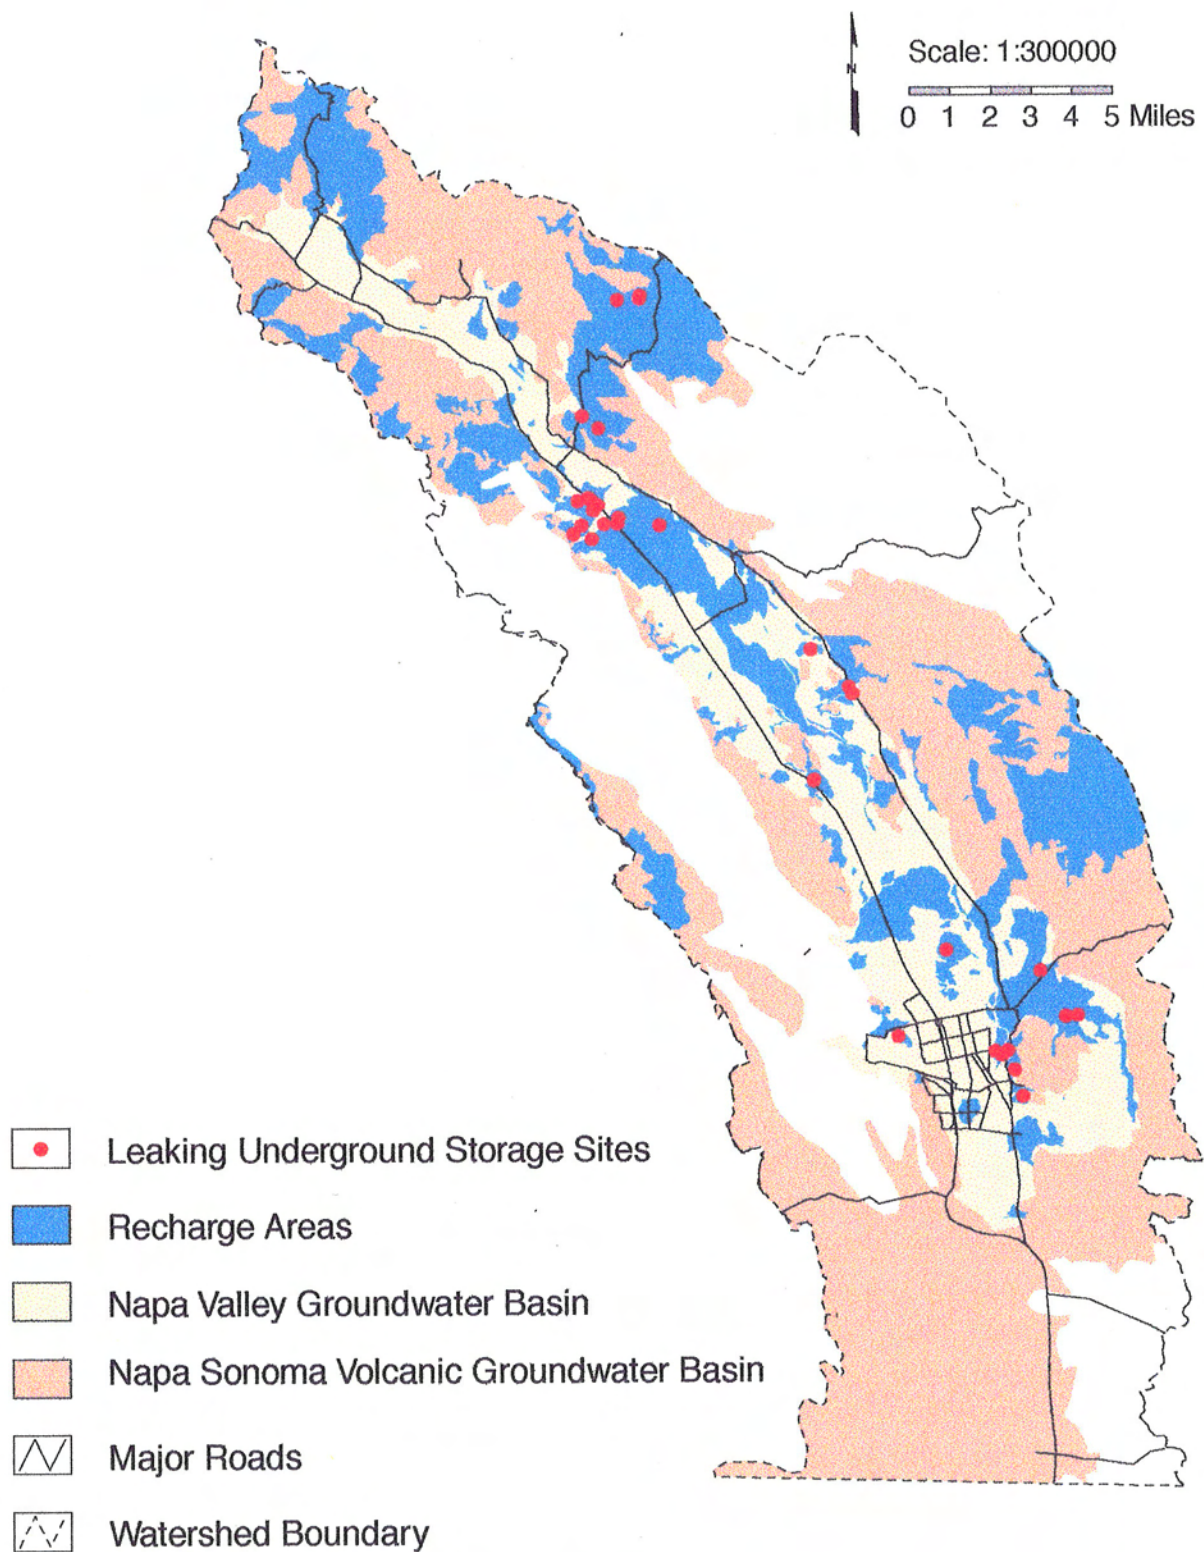 Scale: 1:300000
N
0 1 2 3 4 5 Miles
Leaking Underground Storage Sites
Recharge Areas
Napa Valley Groundwater Basin
Napa Sonoma Volcanic Groundwater Basin
Major Roads
Watershed Boundary